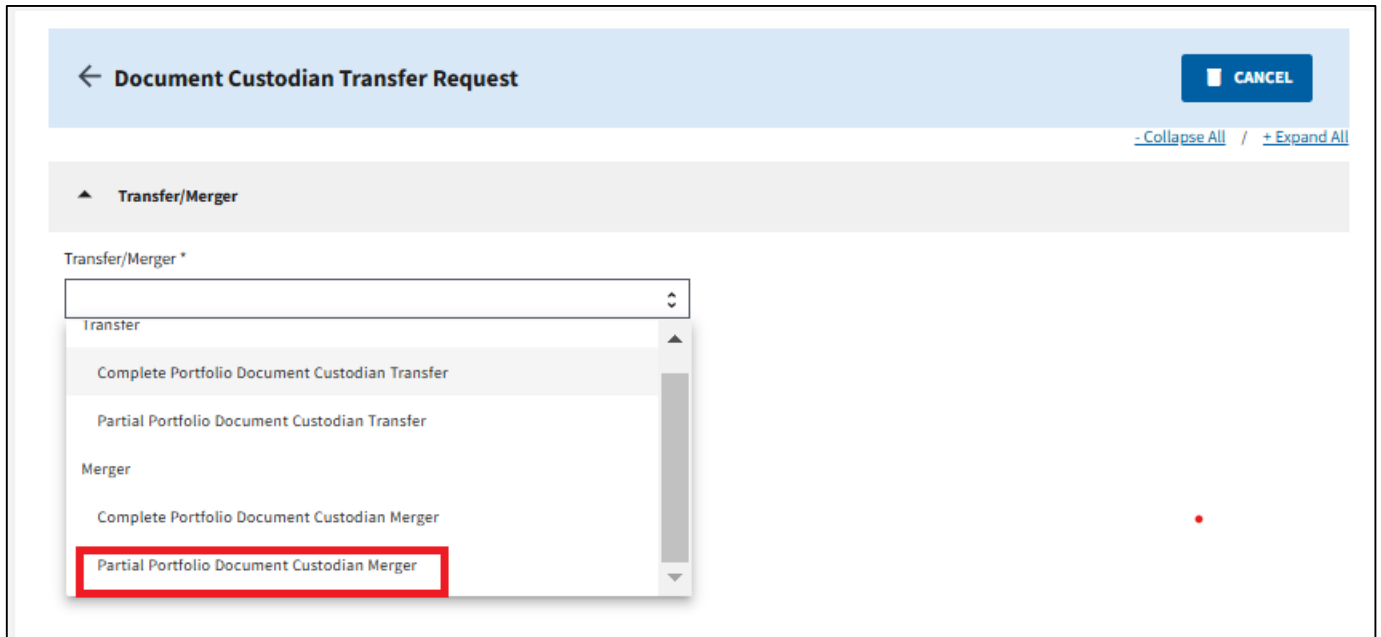 Document Custodian Transfer Request
CANCEL
- Collapse All / + Expand All
Transfer/Merger
Transfer/Merger *
Transfer
Complete Portfolio Document Custodian Transfer
Partial Portfolio Document Custodian Transfer
Merger
Complete Portfolio Document Custodian Merger
Partial Portfolio Document Custodian Merger